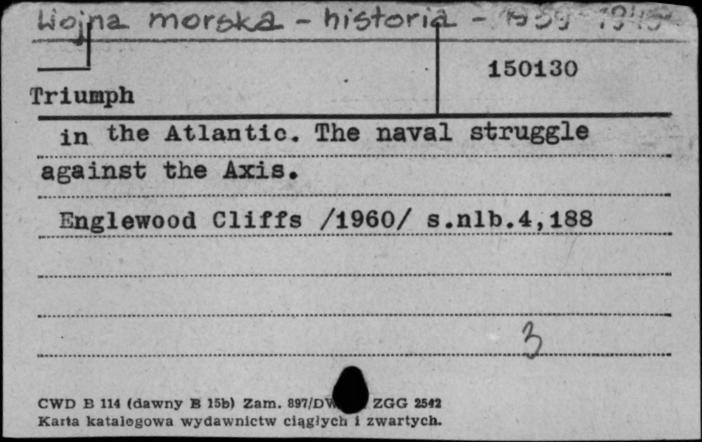 Wojna morska - historia - 1939-1945
150130
Triumph
in the Atlantic. The naval struggle
against the Axis.
Englewood Cliffs /1960/ s.nlb.4,188
3
CWD B 114 (dawny B 15b) Zam. 897/DW ZGG 2542
Karta katalogowa wydawnictw ciągłych i zwartych.